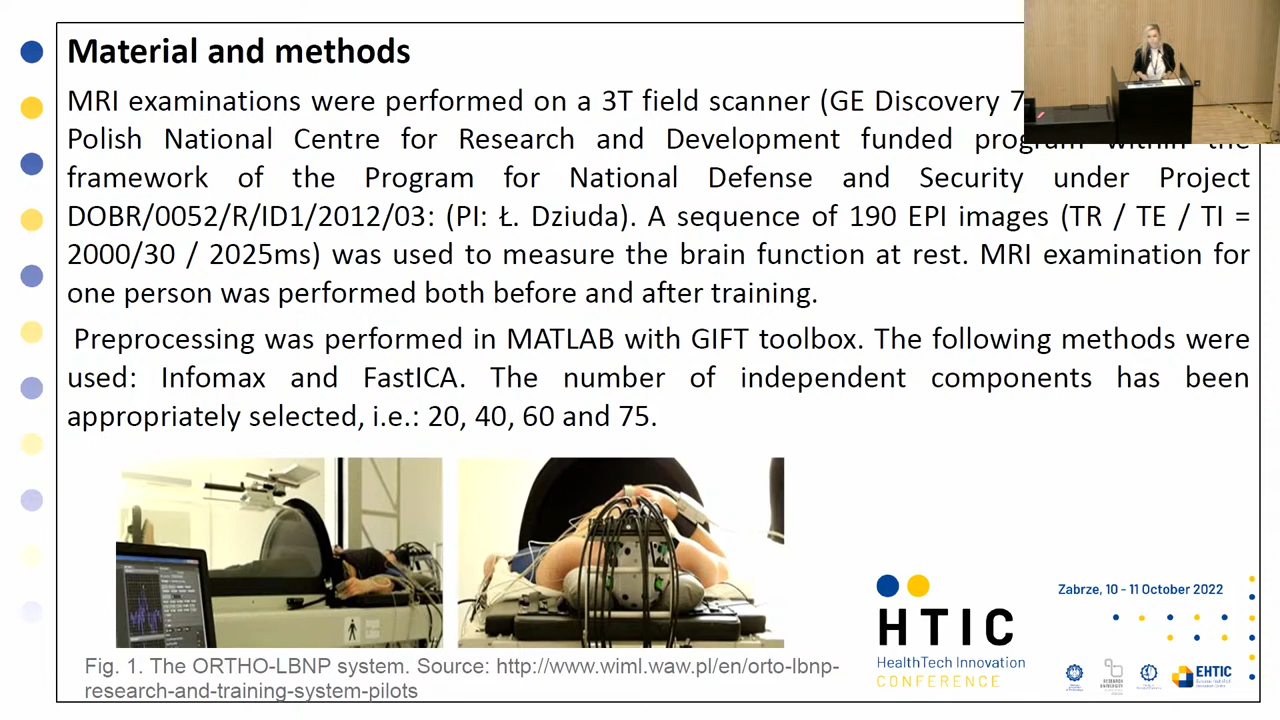 Material and methods
MRI examinations were performed on a 3T field scanner (GE Discovery 7
Polish National Centre for Research and Development funded program within the
framework of the Program for National Defense and Security under Project
DOBR/0052/R/ID1/2012/03: (PI: Ł. Dziuda). A sequence of 190 EPI images (TR / TE / TI =
2000/30 / 2025ms) was used to measure the brain function at rest. MRI examination for
one person was performed both before and after training.
Preprocessing was performed in MATLAB with GIFT toolbox. The following methods were
used: Infomax and FastICA. The number of independent components has been
appropriately selected, i.e.: 20, 40, 60 and 75.
Fig. 1. The ORTHO-LBNP system. Source: http://www.wiml.waw.pl/en/orto-lbnp-
research-and-training-system-pilots
HTIC
HealthTech Innovation
CONFERENCE
Zabrze, 10 - 11 October 2022
EHTIC